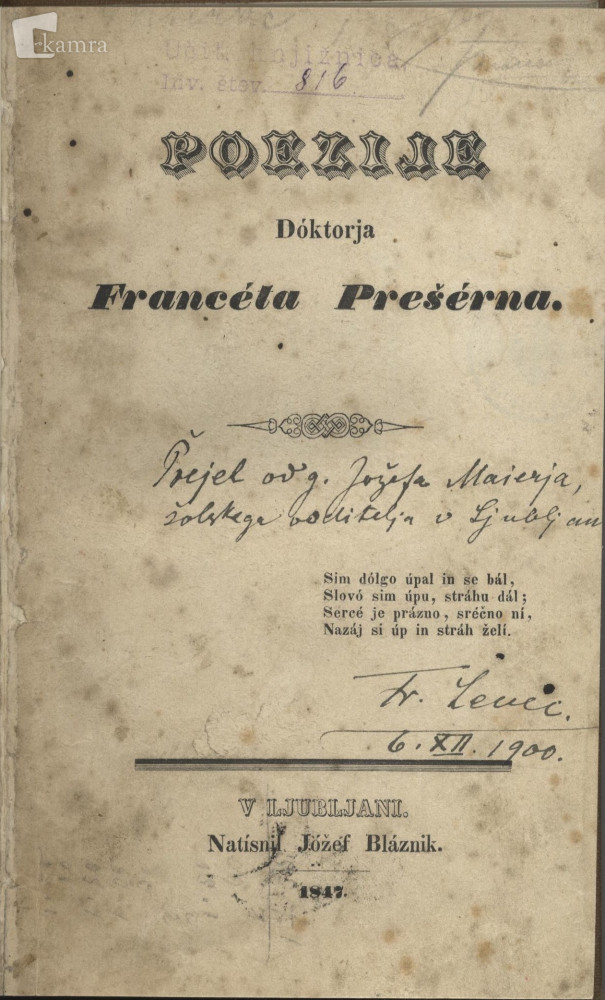 kamra
Učit. knjižnica
Inv. štev. 816
POEZIJE
Dóktorja
Francéta Prešérna.
Prejel od g. Jožefa Maierja,
šolskega voditelja v Ljubljani
Sim dólgo úpal in se bál,
Slovó sim úpu, stráhu dál;
Sercé je prázno, sréčno ní,
Nazáj si úp in stráh želí.
Fr. Levec.
6. XII. 1900.
V LJUBLJANI.
Natísnil Jóžef Bláznik.
1847.